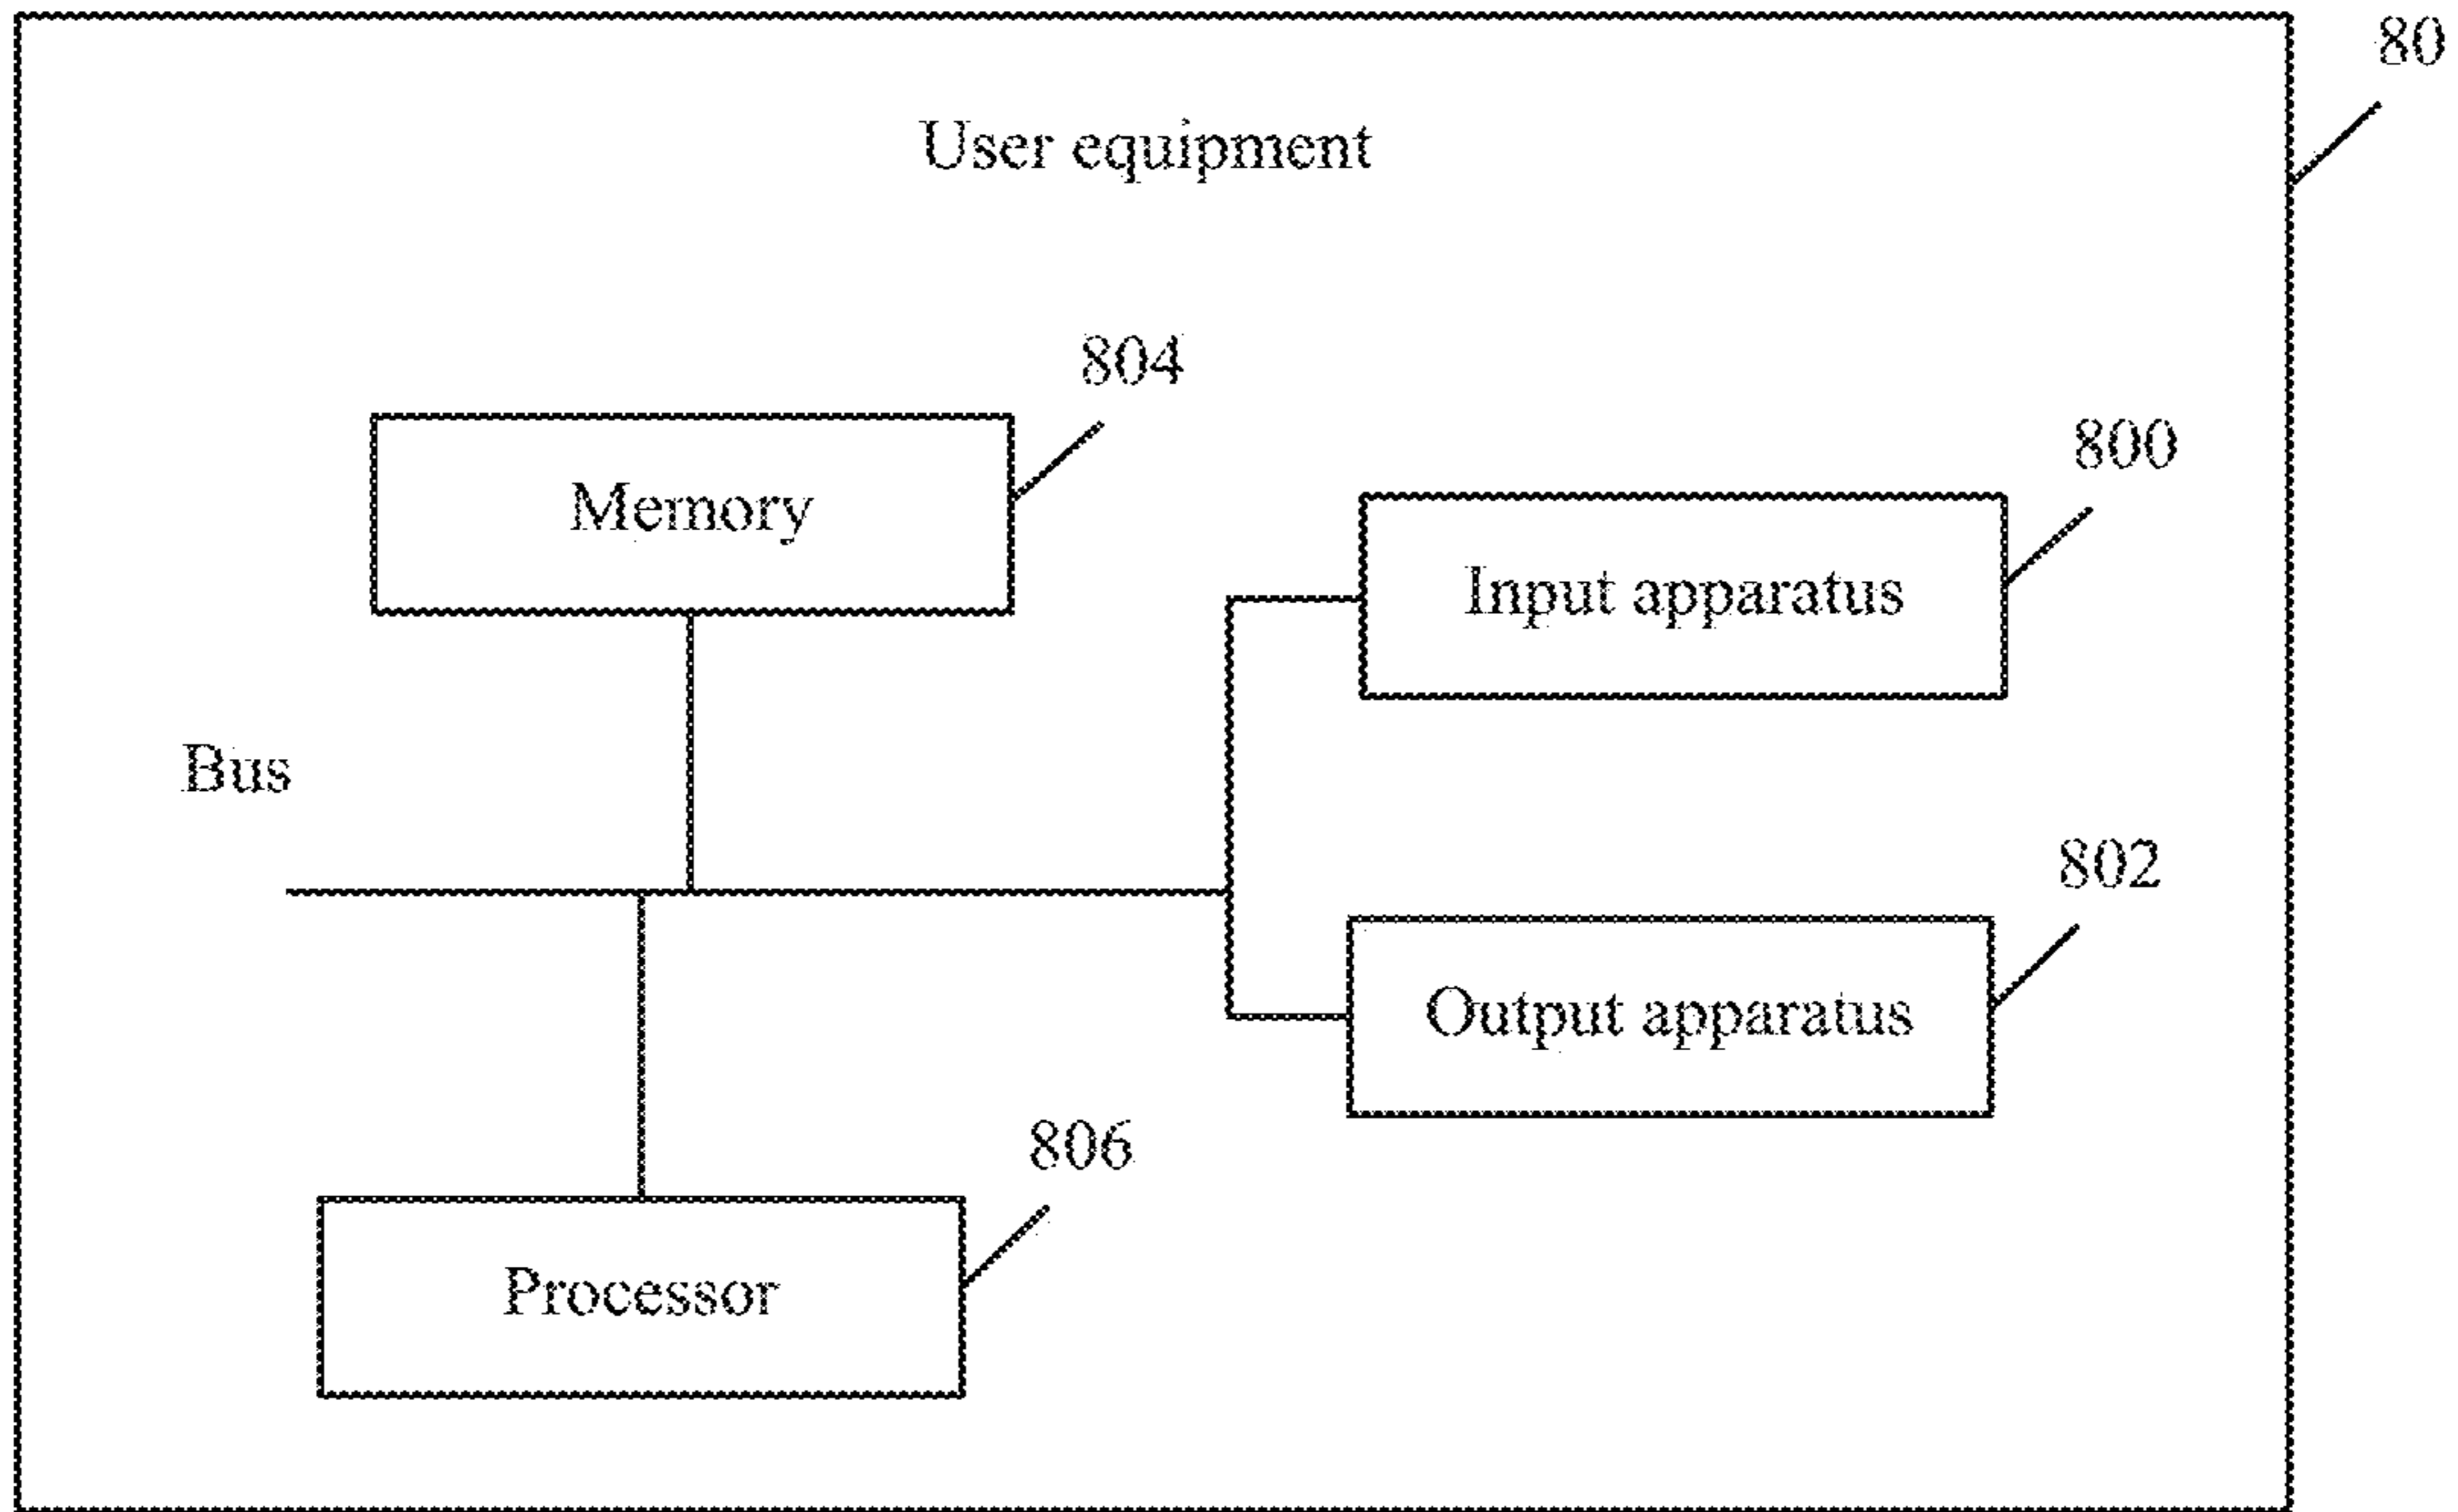 80
User equipment
804
Memory
800
Input apparatus
Bus
802
Output apparatus
806
Processor